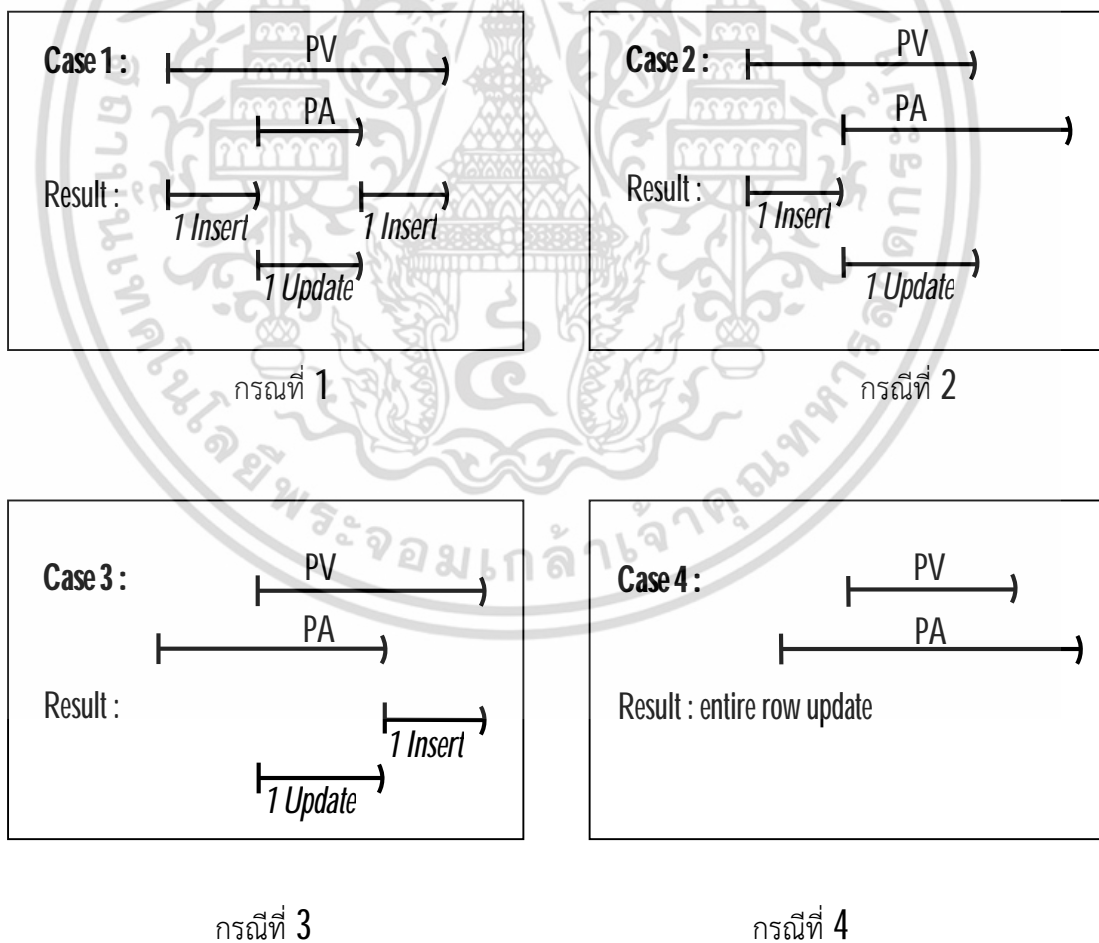 Case 1 :
PV
PA
Result :
1 Insert
1 Insert
1 Update
กรณที่ 1
Case 2 :
PV
PA
Result :
1 Insert
1 Update
กรณีที่ 2
Case 3 :
PV
PA
Result :
1 Insert
1 Update
กรณีที่ 3
Case 4 :
PV
PA
Result : entire row update
กรณีที่ 4